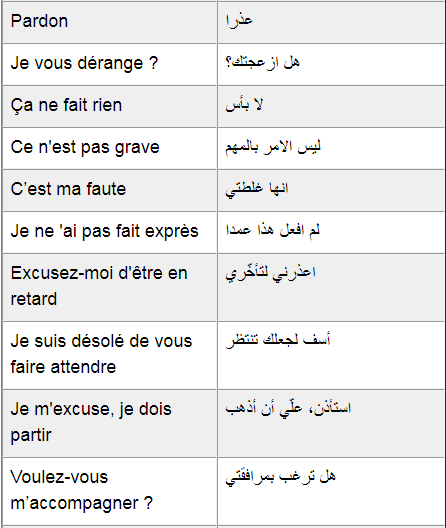 Pardon عذرا
Je vous dérange ? هل ازعجتك؟
Ça ne fait rien لا بأس
Ce n'est pas grave ليس الامر بالمهم
C’est ma faute انها غلطتي
Je ne 'ai pas fait exprès لم افعل هذا عمدا
Excusez-moi d'être en اعذرني لتأخّري
retard
Je suis désolé de vous أسف لجعلك تنتظر
faire attendre
Je m'excuse, je dois استأذن، علّي أن أذهب
partir
Voulez-vous هل ترغب بمرافقتي
m’accompagner ?